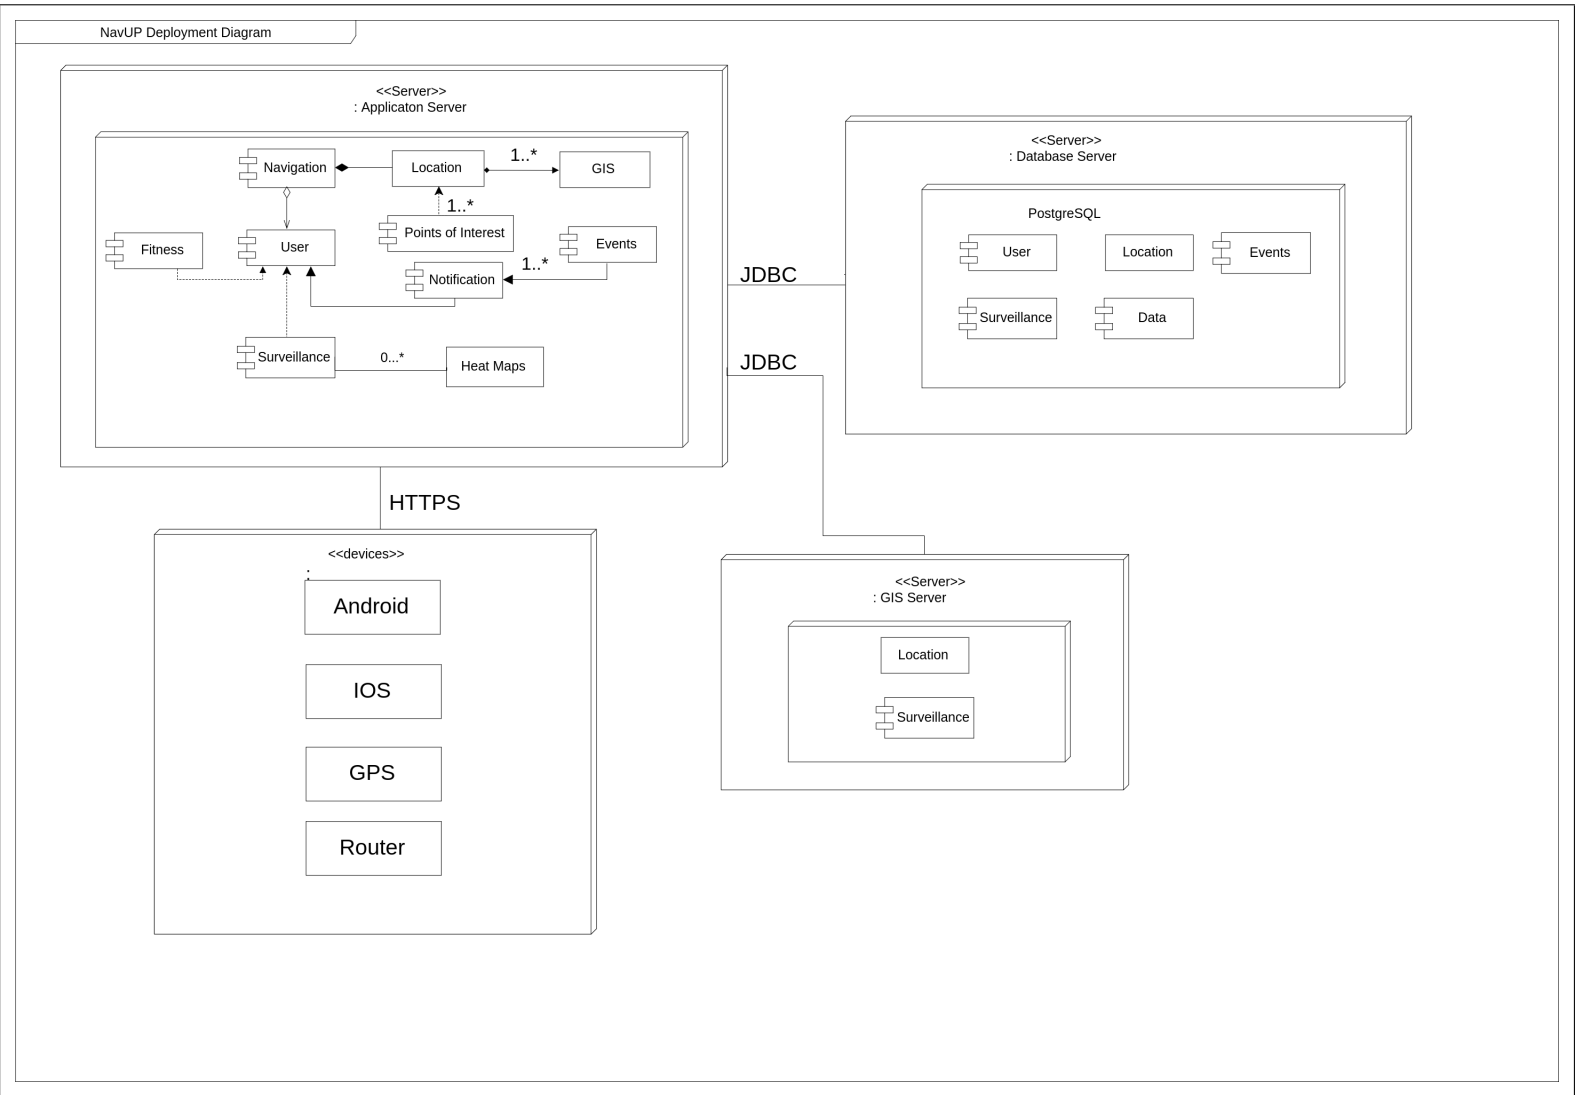 NavUP Deployment Diagram
<<Server>>
: Applicaton Server
Navigation
Location
1..*
GIS
1..*
Fitness
User
Points of Interest
Events
Notification
1..*
Surveillance
0...*
Heat Maps
JDBC
JDBC
<<Server>>
: Database Server
PostgreSQL
User
Location
Events
Surveillance
Data
HTTPS
<<devices>>
:
Android
IOS
GPS
Router
<<Server>>
: GIS Server
Location
Surveillance